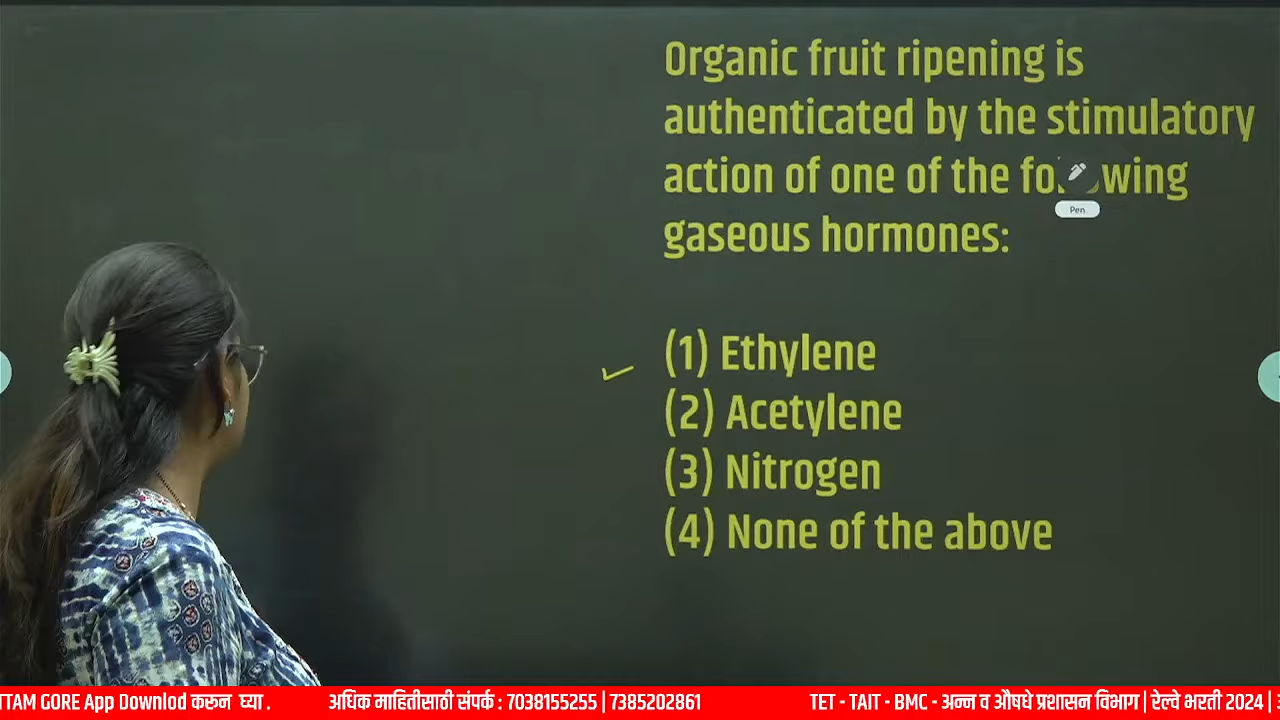 Organic fruit ripening is
authenticated by the stimulatory
action of one of the following
gaseous hormones:
Pen
(1) Ethylene
(2) Acetylene
(3) Nitrogen
(4) None of the above
TTAM GORE App Downlod करून घ्या . अधिक माहितीसाठी संपर्क : 7038155255 | 7385202861 TET - TAIT - BMC - अन्न व औषधे प्रशासन विभाग | रेल्वे भरती 2024 |